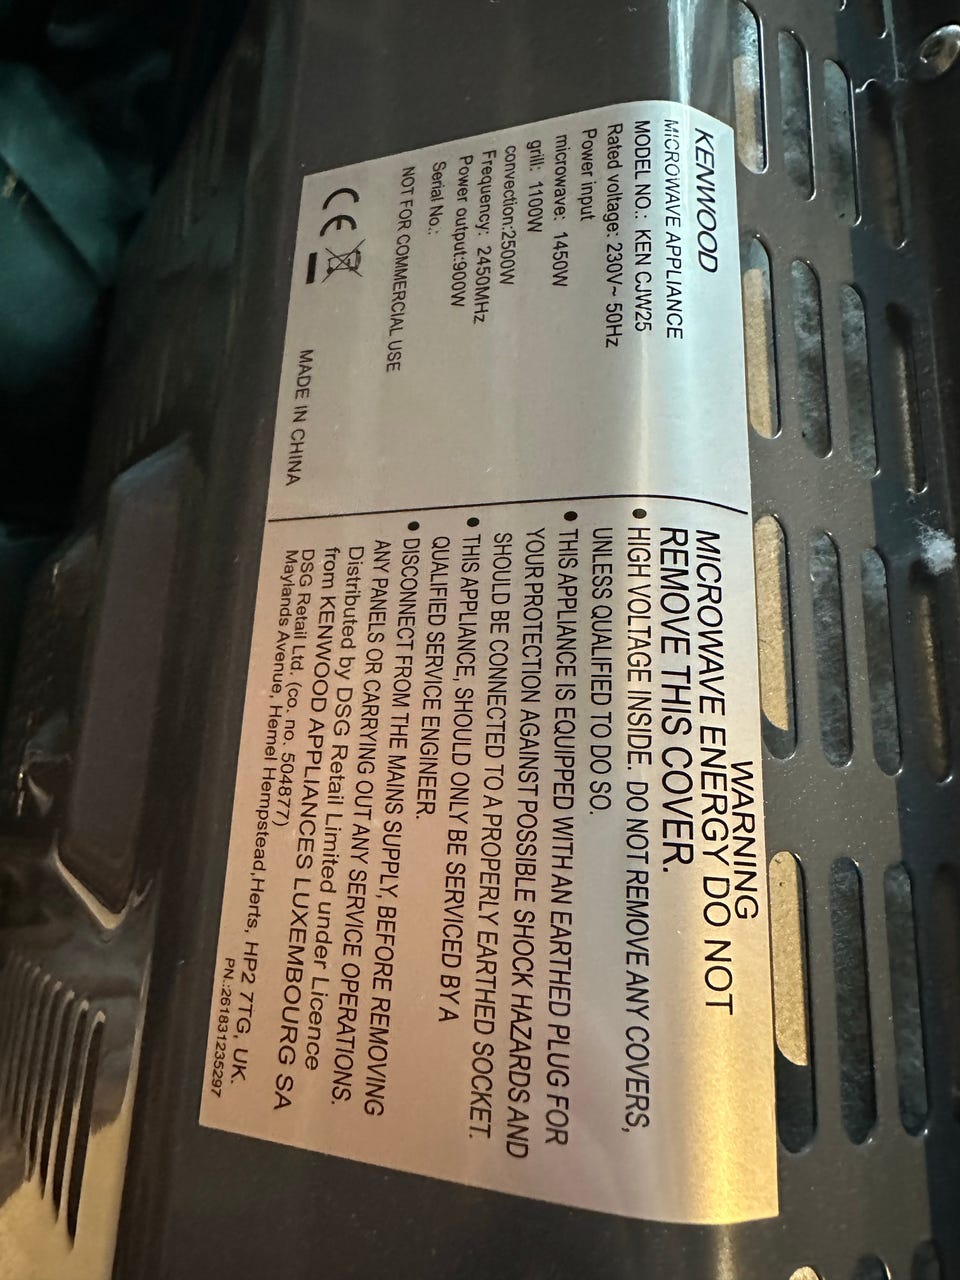 KENWOOD
MICROWAVE APPLIANCE
MODEL NO.: KEN CJW25
Rated voltage: 230V~ 50Hz
Power input
microwave: 1450W
grill: 1100W
convection:2500W
Frequency: 2450MHz
Power output:900W
Serial No.:
NOT FOR COMMERCIAL USE
CE
MADE IN CHINA
WARNING
MICROWAVE ENERGY DO NOT
REMOVE THIS COVER.
• HIGH VOLTAGE INSIDE. DO NOT REMOVE ANY COVERS,
UNLESS QUALIFIED TO DO SO.
• THIS APPLIANCE IS EQUIPPED WITH AN EARTHED PLUG FOR
YOUR PROTECTION AGAINST POSSIBLE SHOCK HAZARDS AND
SHOULD BE CONNECTED TO A PROPERLY EARTHED SOCKET.
• THIS APPLIANCE, SHOULD ONLY BE SERVICED BY A
QUALIFIED SERVICE ENGINEER.
• DISCONNECT FROM THE MAINS SUPPLY, BEFORE REMOVING
ANY PANELS OR CARRYING OUT ANY SERVICE OPERATIONS.
Distributed by DSG Retail Limited under Licence
from KENWOOD APPLIANCES LUXEMBOURG SA
DSG Retail Ltd. (co. no. 504877)
Maylands Avenue, Hemel Hempstead,Herts, HP2 7TG, UK.
PN.:261831235297